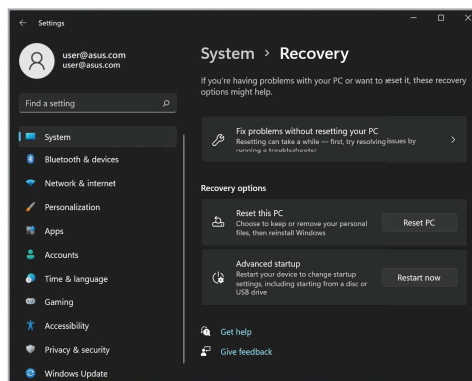 Settings
user@asus.com
user@asus.com
Find a setting
System
Bluetooth & devices
Network & internet
Personalization
Apps
Accounts
Time & language
Gaming
Accessibility
Privacy & security
Windows Update
System > Recovery
If you're having problems with your PC or want to reset it, these recovery
options might help.
Fix problems without resetting your PC
Resetting can take a while — first, try resolving issues by
running a troubleshooter
Recovery options
Reset this PC
Choose to keep or remove your personal
files, then reinstall Windows
Reset PC
Advanced startup
Restart your device to change startup
settings, including starting from a disc or
USB drive
Restart now
Get help
Give feedback